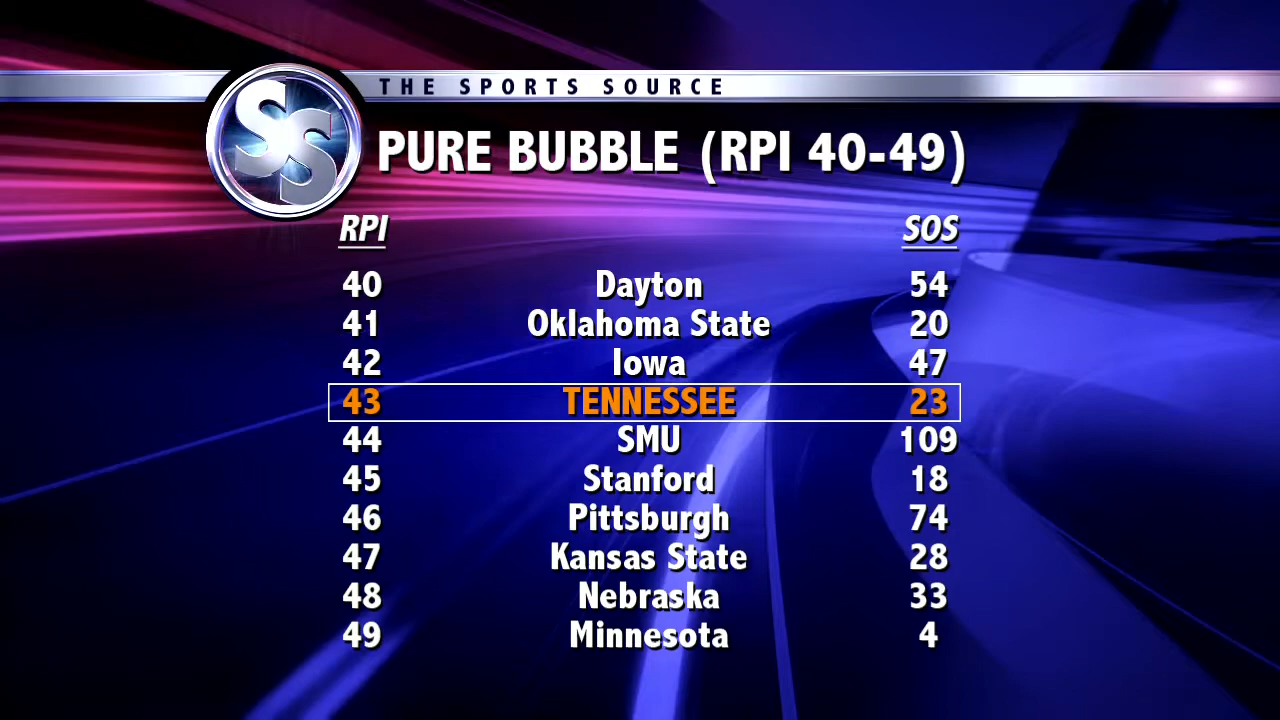 THE SPORTS SOURCE
SS
PURE BUBBLE (RPI 40-49)
RPI SOS
40 Dayton 54
41 Oklahoma State 20
42 Iowa 47
43 TENNESSEE 23
44 SMU 109
45 Stanford 18
46 Pittsburgh 74
47 Kansas State 28
48 Nebraska 33
49 Minnesota 4